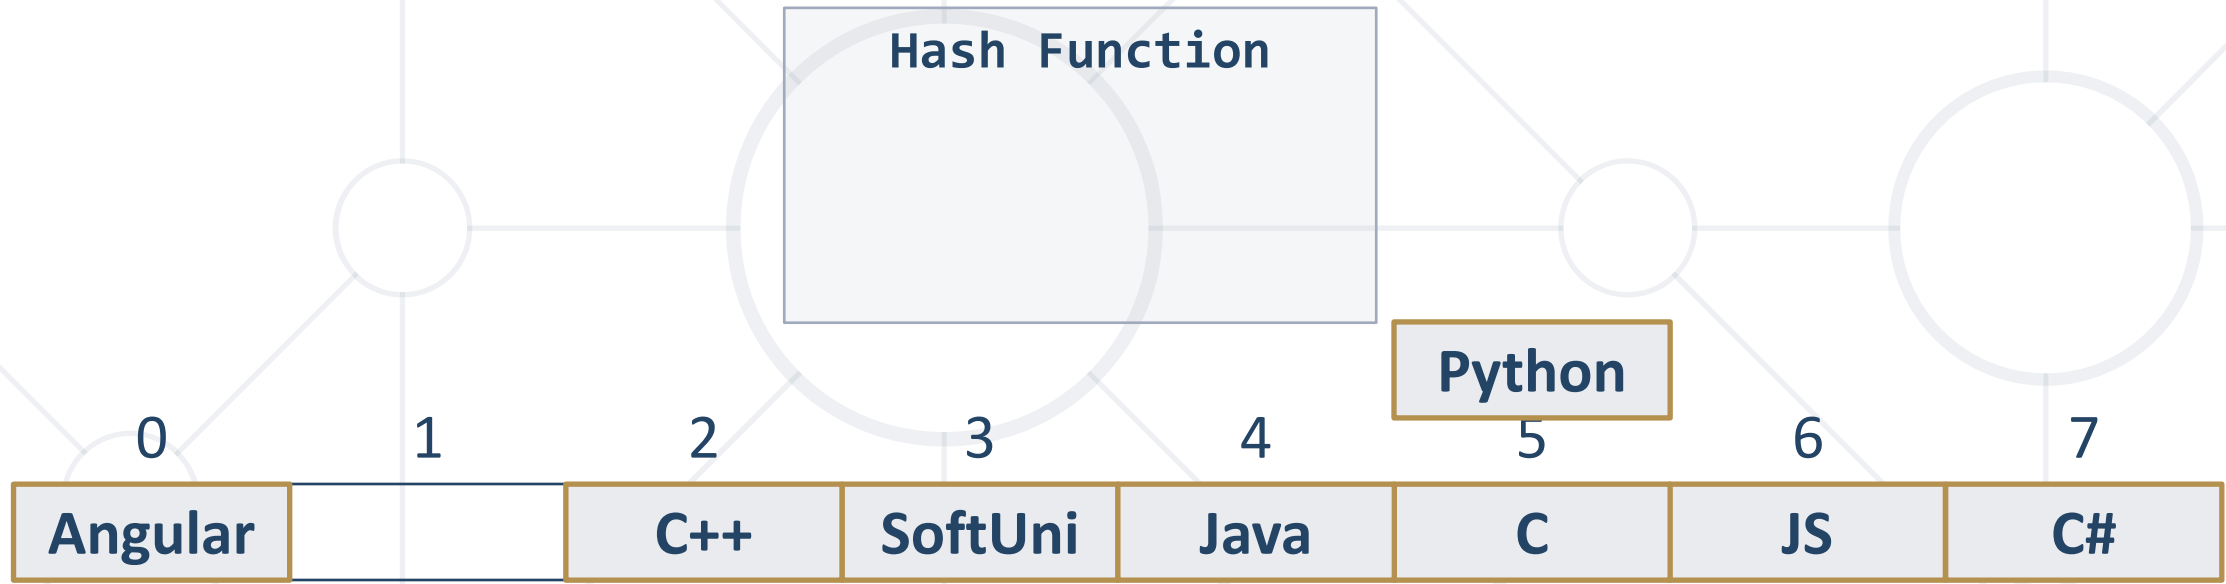 Hash Function
Python
0 1 2 3 4 5 6 7
Angular C++ SoftUni Java C JS C#